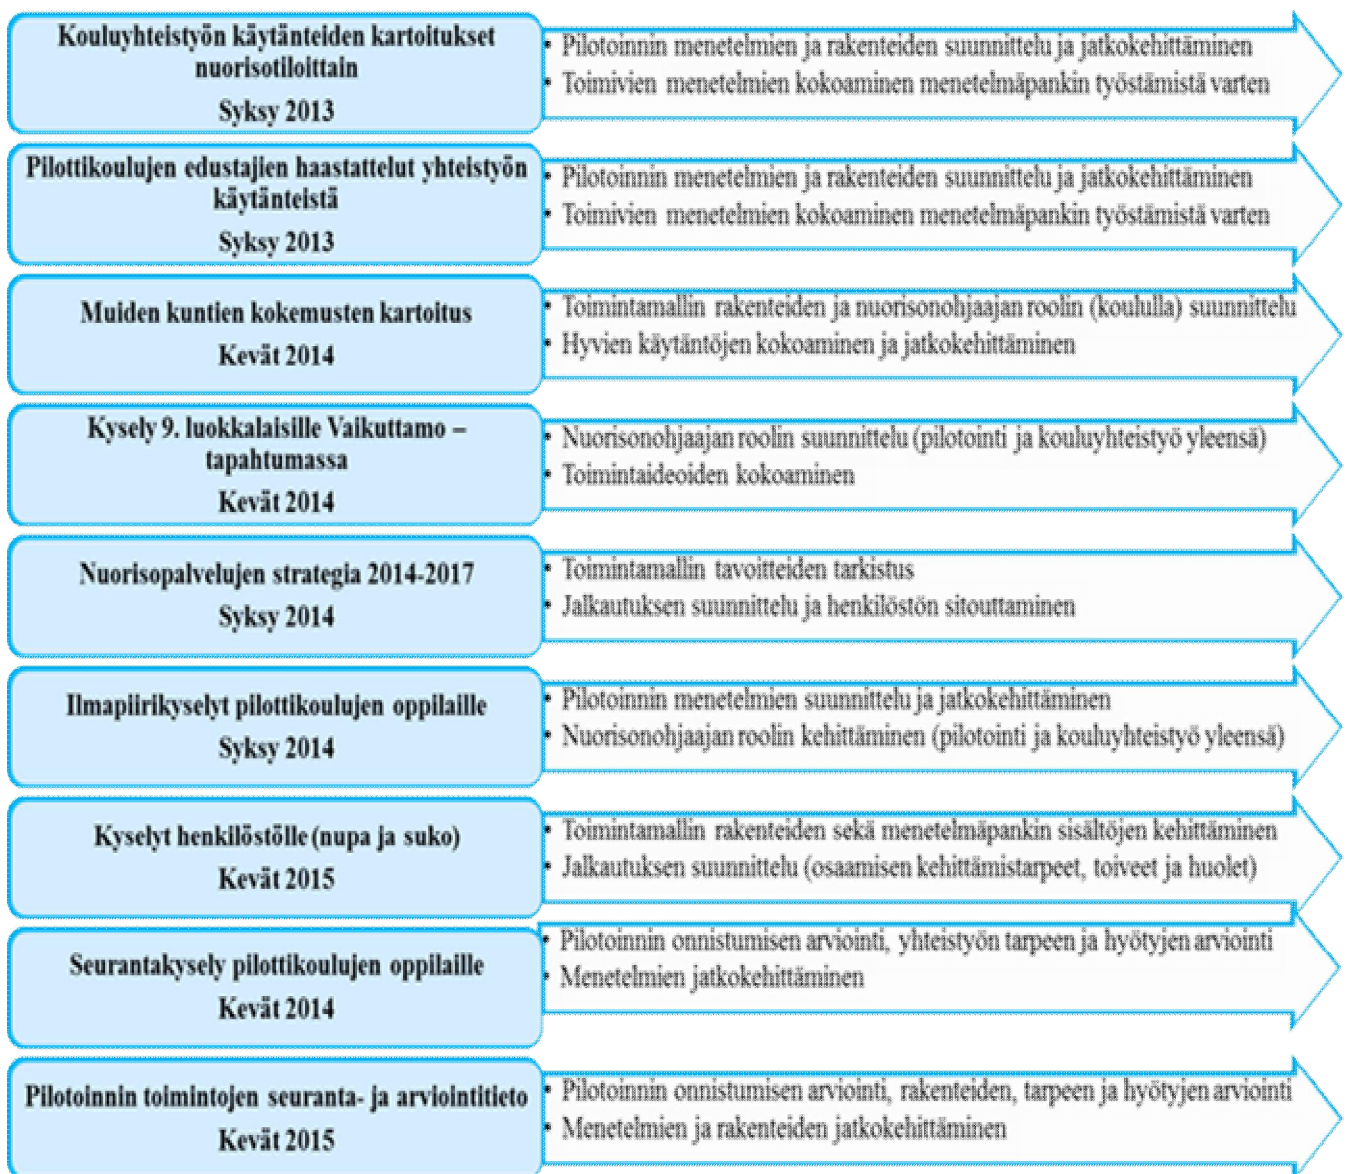 Kouluyhteistyön käytänteiden kartoitukset
nuorisotiloittain
Syksy 2013
• Pilotoinnin menetelmien ja rakenteiden suunnittelu ja jatkokehittäminen
• Toimivien menetelmien kokoaminen menetelmäpankin työstämistä varten
Pilottikoulujen edustajien haastattelut yhteistyön
käytänteistä
Syksy 2013
• Pilotoinnin menetelmien ja rakenteiden suunnittelu ja jatkokehittäminen
• Toimivien menetelmien kokoaminen menetelmäpankin työstämistä varten
Muiden kuntien kokemusten kartoitus
Kevät 2014
• Toimintamallin rakenteiden ja nuorisonohjaajan roolin (koululla) suunnittelu
• Hyvien käytäntöjen kokoaminen ja jatkokehittäminen
Kysely 9. luokkalaisille Vaikuttamo –
tapahtumassa
Kevät 2014
• Nuorisonohjaajan roolin suunnittelu (pilotointi ja kouluyhteistyö yleensä)
• Toimintaideoiden kokoaminen
Nuorisopalvelujen strategia 2014-2017
Syksy 2014
• Toimintamallin tavoitteiden tarkistus
• Jalkautuksen suunnittelu ja henkilöstön sitouttaminen
Ilmapiirikyselyt pilottikoulujen oppilaille
Syksy 2014
• Pilotoinnin menetelmien suunnittelu ja jatkokehittäminen
• Nuorisonohjaajan roolin kehittäminen (pilotointi ja kouluyhteistyö yleensä)
Kyselyt henkilöstölle (nupa ja suko)
Kevät 2015
• Toimintamallin rakenteiden sekä menetelmäpankin sisältöjen kehittäminen
• Jalkautuksen suunnittelu (osaamisen kehittämistarpeet, toiveet ja huolet)
Seurantakysely pilottikoulujen oppilaille
Kevät 2014
• Pilotoinnin onnistumisen arviointi, yhteistyön tarpeen ja hyötyjen arviointi
• Menetelmien jatkokehittäminen
Pilotoinnin toimintojen seuranta- ja arviointitieto
Kevät 2015
• Pilotoinnin onnistumisen arviointi, rakenteiden, tarpeen ja hyötyjen arviointi
• Menetelmien ja rakenteiden jatkokehittäminen